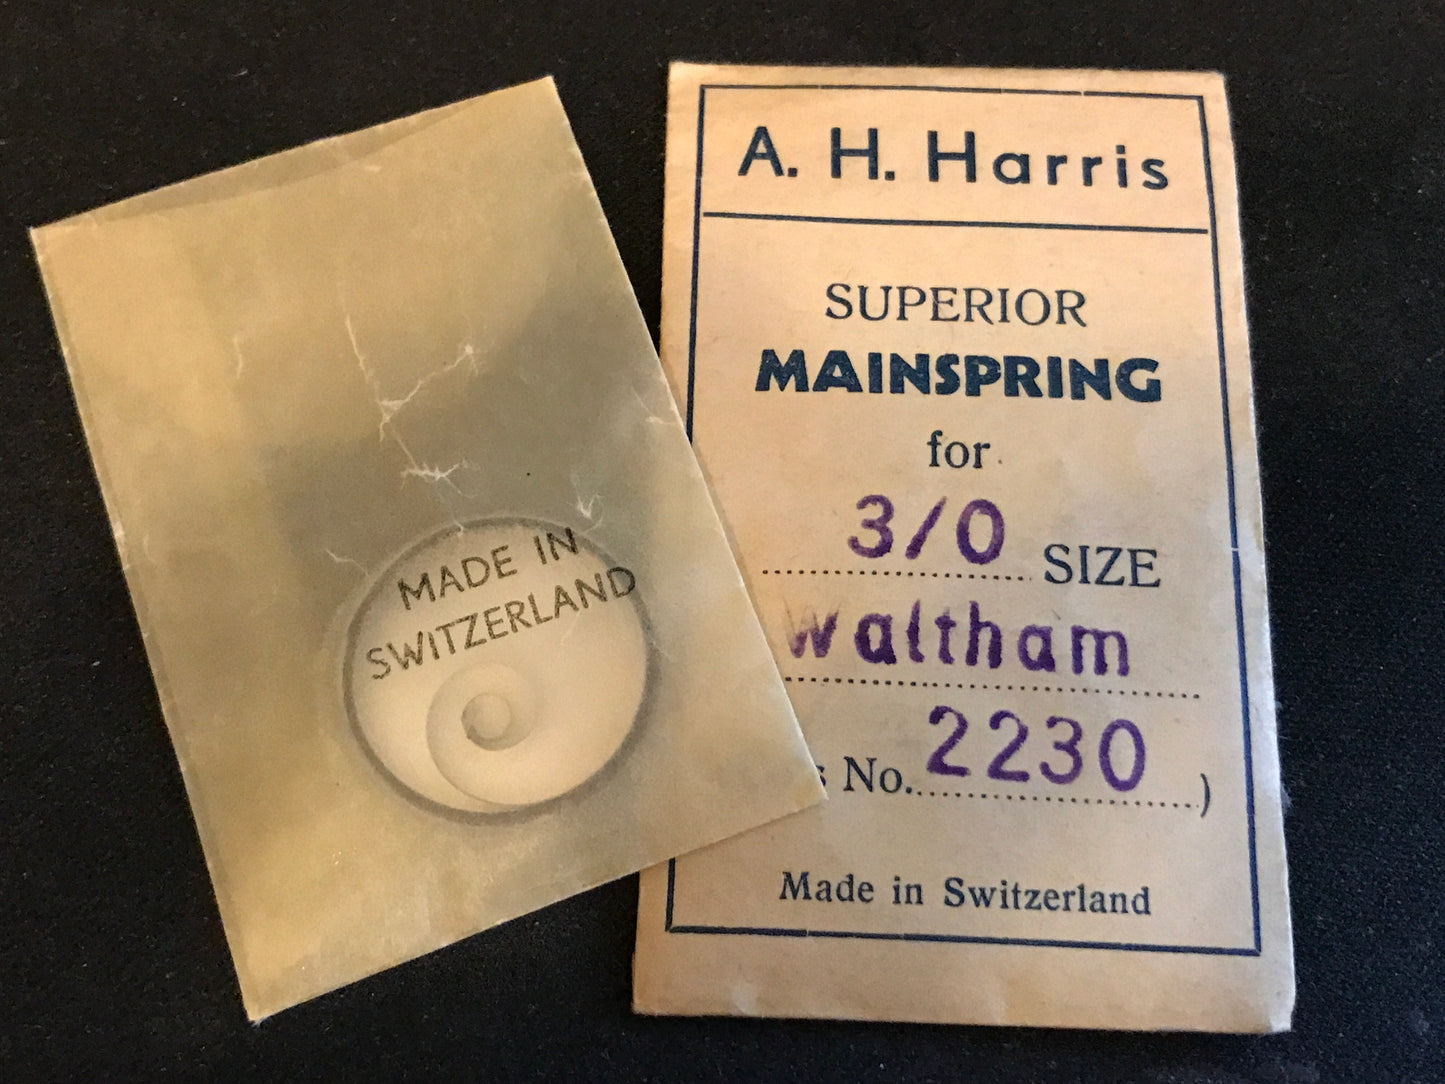 MADE IN
SWITZERLAND
A. H. Harris
SUPERIOR
MAINSPRING
for
3/0 SIZE
Waltham
No. 2230 )
Made in Switzerland